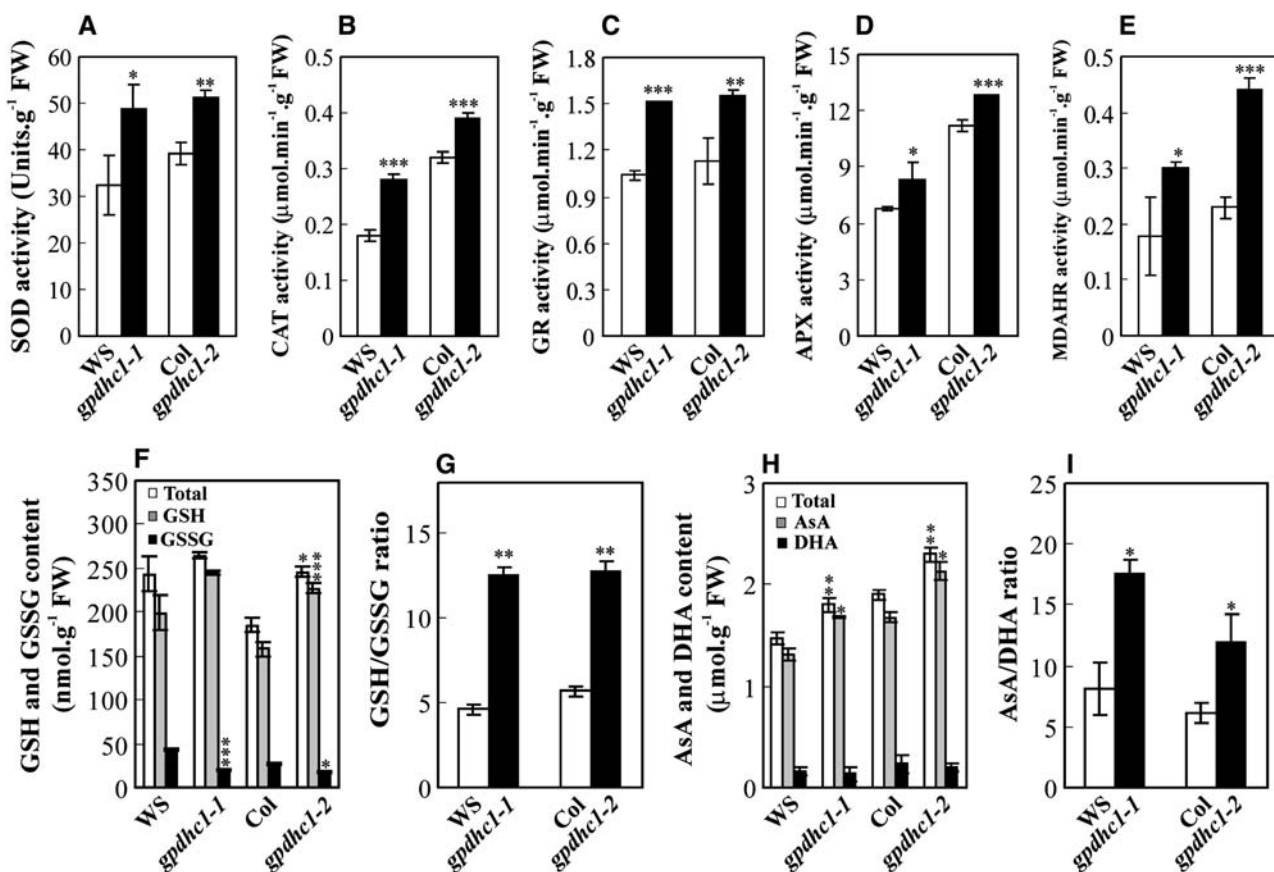 A
SOD activity (Units.g⁻¹ FW)
60
50
40
30
20
10
0
*
**
WS
gpdhc1-1
Col
gpdhc1-2
B
CAT activity (μmol.min⁻¹.g⁻¹ FW)
0.5
0.4
0.3
0.2
0.1
0
***
***
WS
gpdhc1-1
Col
gpdhc1-2
C
GR activity (μmol.min⁻¹.g⁻¹ FW)
1.8
1.5
1.2
0.9
0.6
0.3
0
***
**
WS
gpdhc1-1
Col
gpdhc1-2
D
APX activity (μmol.min⁻¹.g⁻¹ FW)
15
12
9
6
3
0
*
***
WS
gpdhc1-1
Col
gpdhc1-2
E
MDAHR activity (μmol.min⁻¹.g⁻¹ FW)
0.5
0.4
0.3
0.2
0.1
0
*
***
WS
gpdhc1-1
Col
gpdhc1-2
F
GSH and GSSG content
(nmol.g⁻¹ FW)
350
300
250
200
150
100
50
0
Total
GSH
GSSG
***
*
***
*
WS
gpdhc1-1
Col
gpdhc1-2
G
GSH/GSSG ratio
15
10
5
0
**
**
WS
gpdhc1-1
Col
gpdhc1-2
H
AsA and DHA content
(μmol.g⁻¹ FW)
3
2
1
0
Total
AsA
DHA
**
*
**
*
WS
gpdhc1-1
Col
gpdhc1-2
I
AsA/DHA ratio
25
20
15
10
5
0
*
*
WS
gpdhc1-1
Col
gpdhc1-2